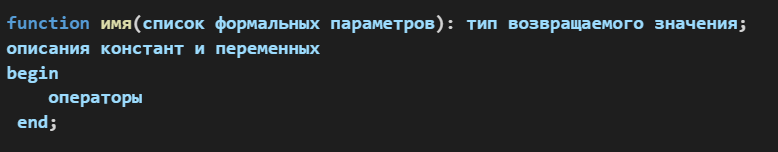 function имя(список формальных параметров): тип возвращаемого значения;
описания констант и переменных
begin
операторы
end;